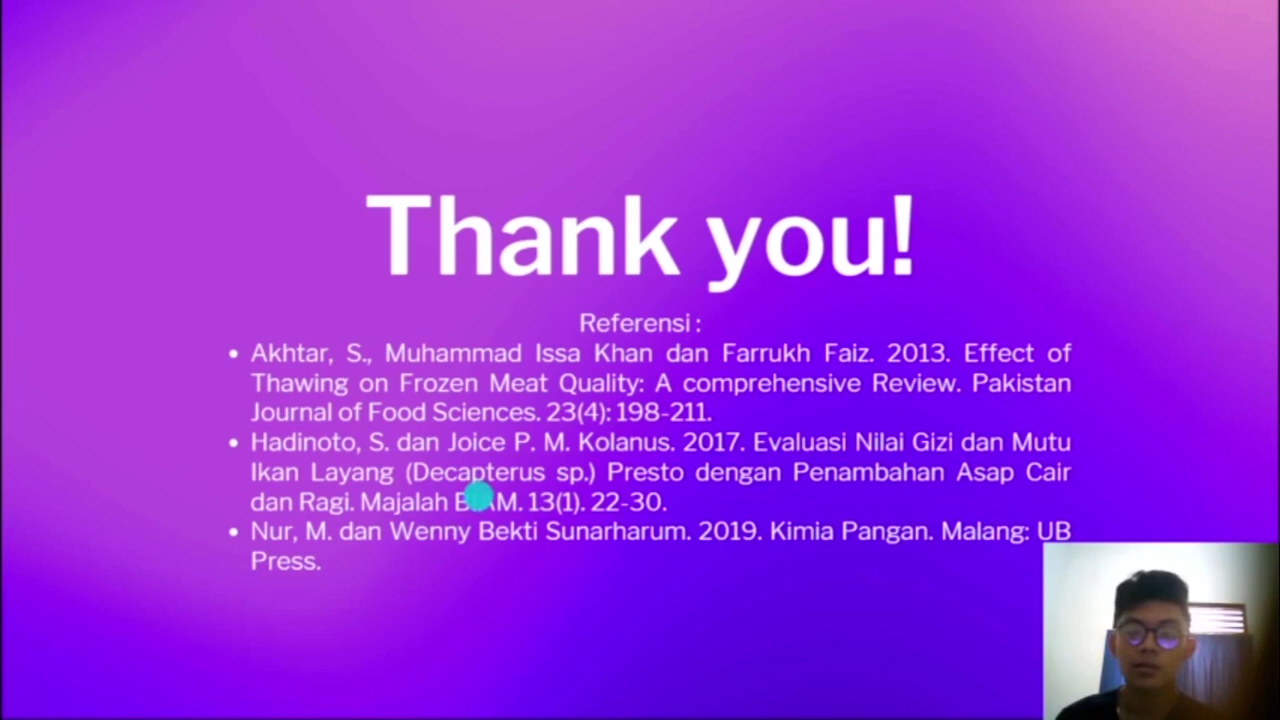 Thank you!
Referensi :
• Akhtar, S., Muhammad Issa Khan dan Farrukh Faiz. 2013. Effect of
Thawing on Frozen Meat Quality: A comprehensive Review. Pakistan
Journal of Food Sciences. 23(4): 198-211.
• Hadinoto, S. dan Joice P. M. Kolanus. 2017. Evaluasi Nilai Gizi dan Mutu
Ikan Layang (Decapterus sp.) Presto dengan Penambahan Asap Cair
dan Ragi. Majalah 13(1). 22-30.
• Nur, M. dan Wenny Bekti Sunarharum. 2019. Kimia Pangan. Malang: UB
Press.